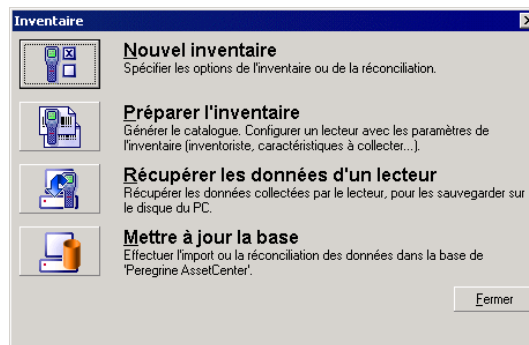 Inventaire
Nouvel inventaire
Spécifier les options de l'inventaire ou de la réconciliation.
Préparer l'inventaire
Générer le catalogue. Configurer un lecteur avec les paramètres de
l'inventaire (inventoriste, caractéristiques à collecter...).
Récupérer les données d'un lecteur
Récupérer les données collectées par le lecteur, pour les sauvegarder sur
le disque du PC.
Mettre à jour la base
Effectuer l'import ou la réconciliation des données dans la base de
'Peregrine AssetCenter'.
Fermer